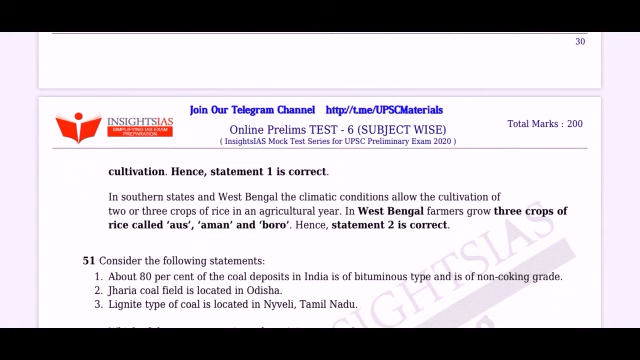 30
Join Our Telegram Channel http://t.me/UPSCMaterials
INSIGHTSIAS
SIMPLIFYING IAS EXAM PREPARATION
Online Prelims TEST - 6 (SUBJECT WISE)
( InsightsIAS Mock Test Series for UPSC Preliminary Exam 2020 )
Total Marks : 200
cultivation. Hence, statement 1 is correct.
In southern states and West Bengal the climatic conditions allow the cultivation of
two or three crops of rice in an agricultural year. In West Bengal farmers grow three crops of
rice called ‘aus’, ‘aman’ and ‘boro’. Hence, statement 2 is correct.
51 Consider the following statements:
1. About 80 per cent of the coal deposits in India is of bituminous type and is of non-coking grade.
2. Jharia coal field is located in Odisha.
3. Lignite type of coal is located in Nyveli, Tamil Nadu.
INSIGHTSIAS